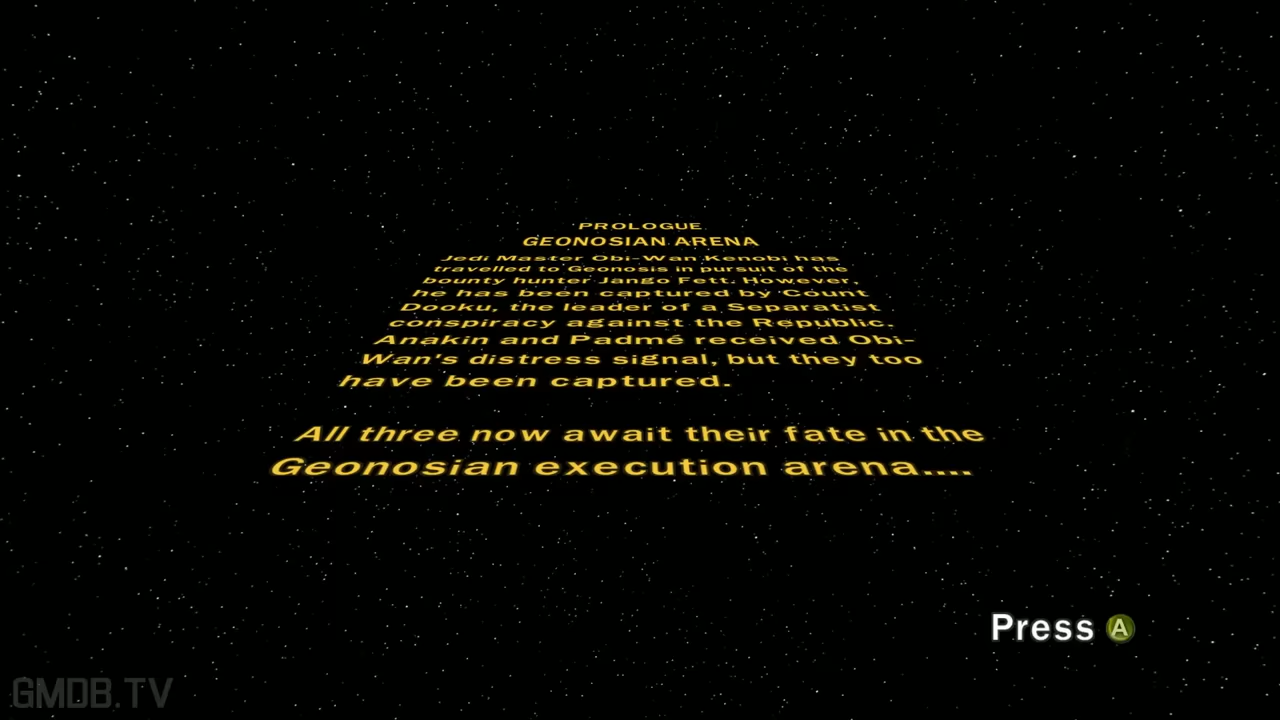 PROLOGUE
GEONOSIAN ARENA
Jedi Master Obi-Wan Kenobi has
travelled to Geonosis in pursuit of the
bounty hunter Jango Fett. However,
he has been captured by Count
Dooku, the leader of a Separatist
conspiracy against the Republic.
Anakin and Padmé received Obi-
Wan's distress signal, but they too
have been captured.
All three now await their fate in the
Geonosian execution arena....
Press A
GMDB.TV